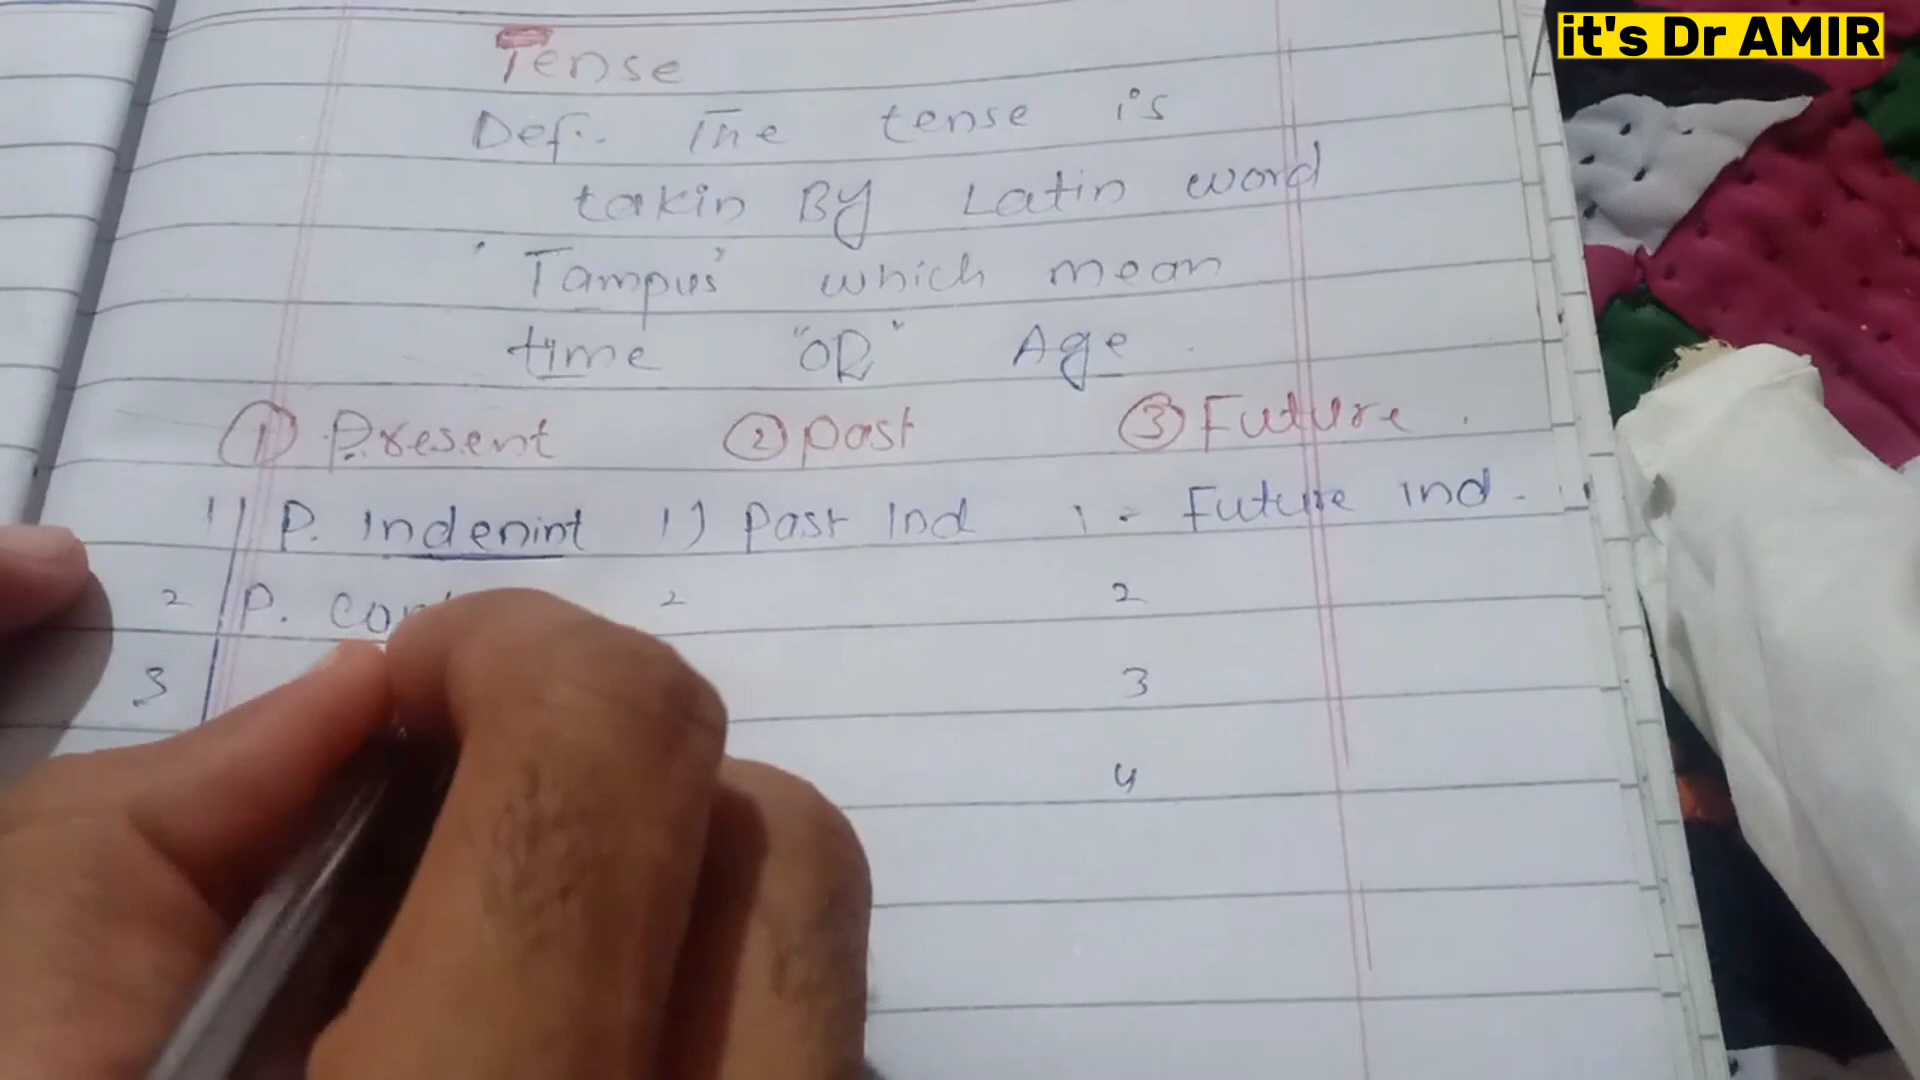 it's Dr AMIR
Tense
Def:- The tense is
takin By Latin word
"Tampus" which mean
time "OR" Age.
① Present ② past ③ Future.
1) P. Indenint 1) Past Ind 1 - Future ind -
2 P. con 2 2
3 3
4